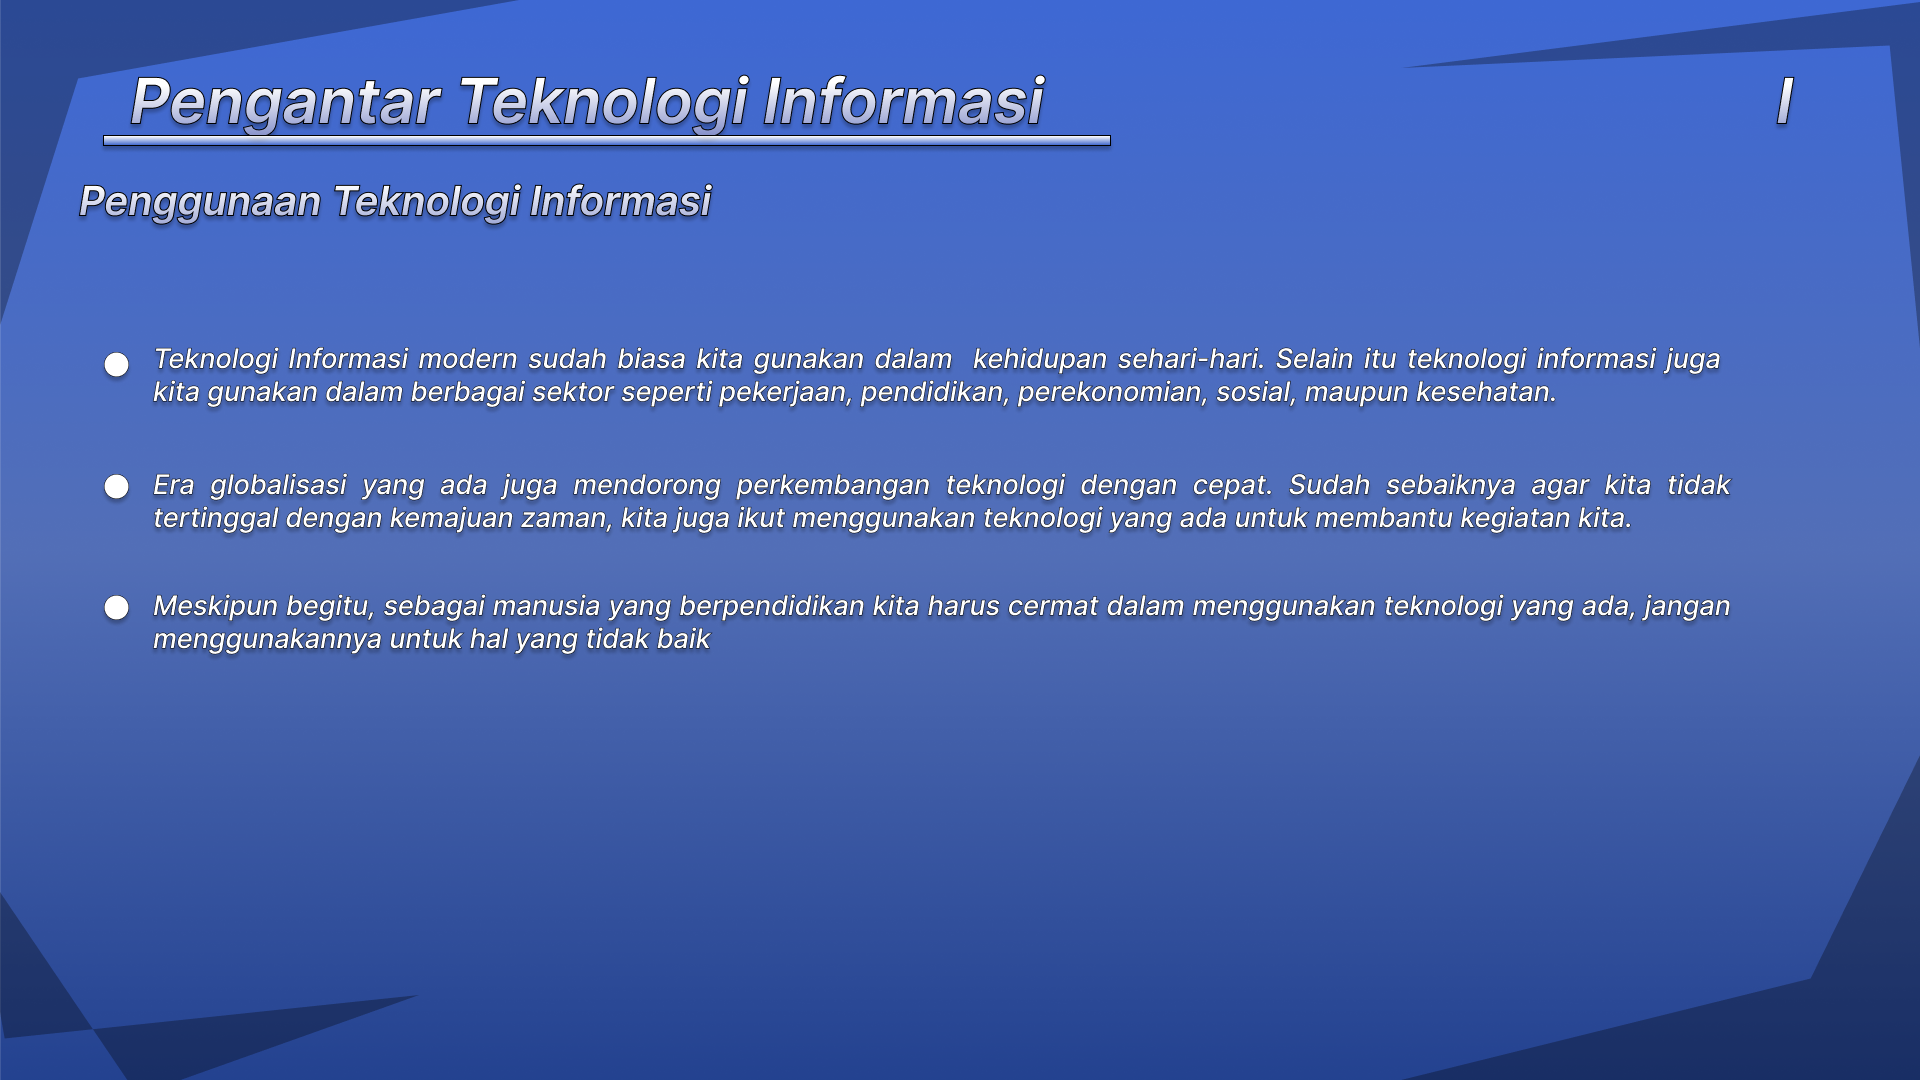 Pengantar Teknologi Informasi
I
Penggunaan Teknologi Informasi
Teknologi Informasi modern sudah biasa kita gunakan dalam  kehidupan sehari-hari. Selain itu teknologi informasi juga
kita gunakan dalam berbagai sektor seperti pekerjaan, pendidikan, perekonomian, sosial, maupun kesehatan.
Era globalisasi yang ada juga mendorong perkembangan teknologi dengan cepat. Sudah sebaiknya agar kita tidak
tertinggal dengan kemajuan zaman, kita juga ikut menggunakan teknologi yang ada untuk membantu kegiatan kita.
Meskipun begitu, sebagai manusia yang berpendidikan kita harus cermat dalam menggunakan teknologi yang ada, jangan
menggunakannya untuk hal yang tidak baik